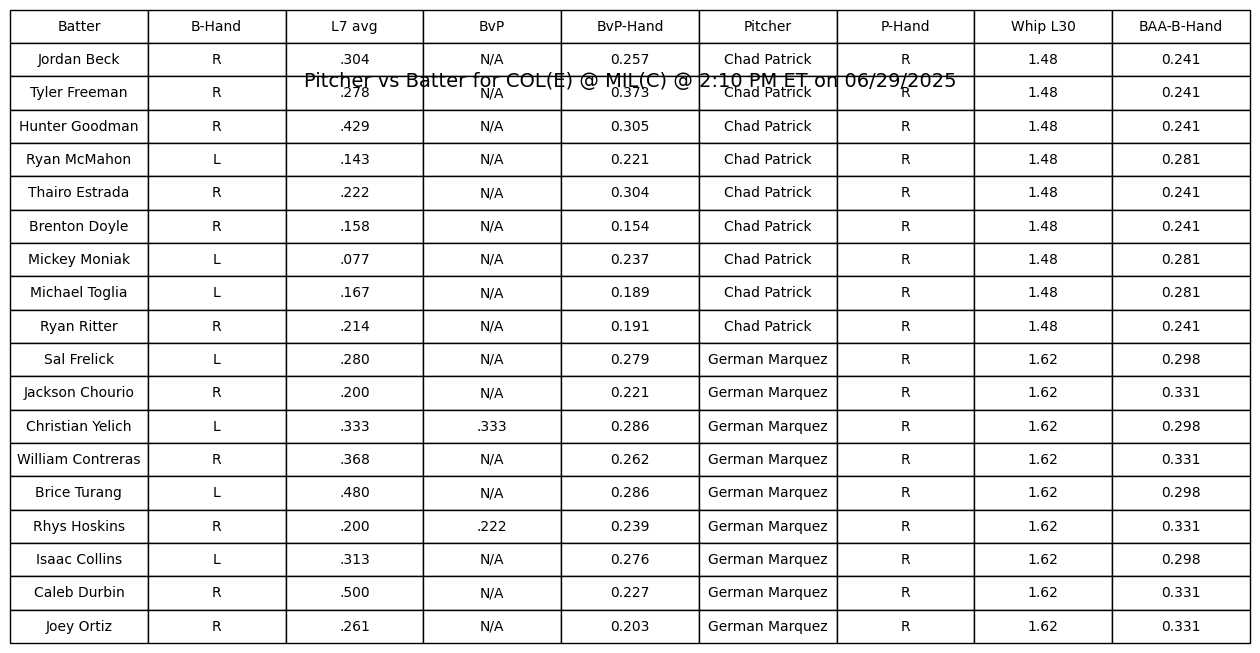 Batter B-Hand L7 avg BvP BvP-Hand Pitcher P-Hand Whip L30 BAA-B-Hand
Jordan Beck R .304 N/A 0.257 Chad Patrick R 1.48 0.241
Pitcher vs Batter for COL(E) @ MIL(C) @ 2:10 PM ET on 06/29/2025
Tyler Freeman R .278 N/A 0.373 Chad Patrick R 1.48 0.241
Hunter Goodman R .429 N/A 0.305 Chad Patrick R 1.48 0.241
Ryan McMahon L .143 N/A 0.221 Chad Patrick R 1.48 0.281
Thairo Estrada R .222 N/A 0.304 Chad Patrick R 1.48 0.241
Brenton Doyle R .158 N/A 0.154 Chad Patrick R 1.48 0.241
Mickey Moniak L .077 N/A 0.237 Chad Patrick R 1.48 0.281
Michael Toglia L .167 N/A 0.189 Chad Patrick R 1.48 0.281
Ryan Ritter R .214 N/A 0.191 Chad Patrick R 1.48 0.241
Sal Frelick L .280 N/A 0.279 German Marquez R 1.62 0.298
Jackson Chourio R .200 N/A 0.221 German Marquez R 1.62 0.331
Christian Yelich L .333 .333 0.286 German Marquez R 1.62 0.298
William Contreras R .368 N/A 0.262 German Marquez R 1.62 0.331
Brice Turang L .480 N/A 0.286 German Marquez R 1.62 0.298
Rhys Hoskins R .200 .222 0.239 German Marquez R 1.62 0.331
Isaac Collins L .313 N/A 0.276 German Marquez R 1.62 0.298
Caleb Durbin R .500 N/A 0.227 German Marquez R 1.62 0.331
Joey Ortiz R .261 N/A 0.203 German Marquez R 1.62 0.331